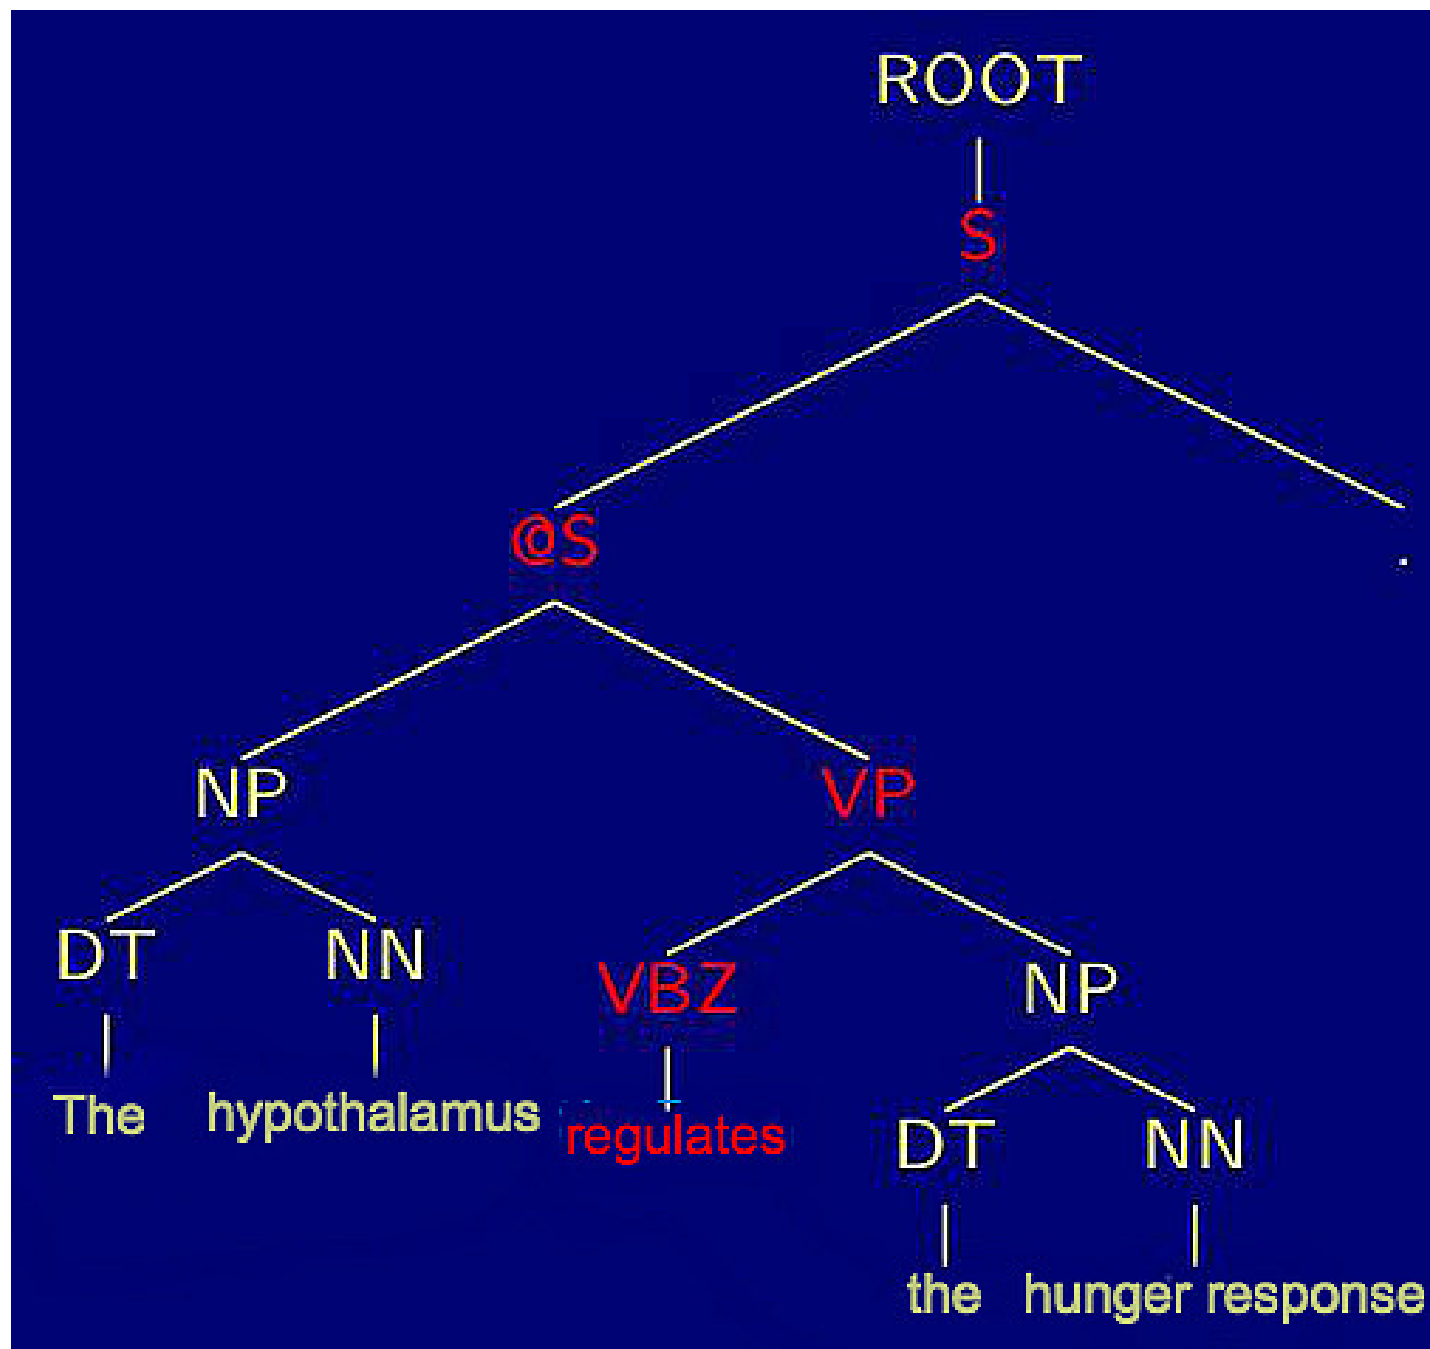 ROOT
S
@S
.
NP VP
DT NN VBZ NP
The hypothalamus regulates DT NN
the hunger response